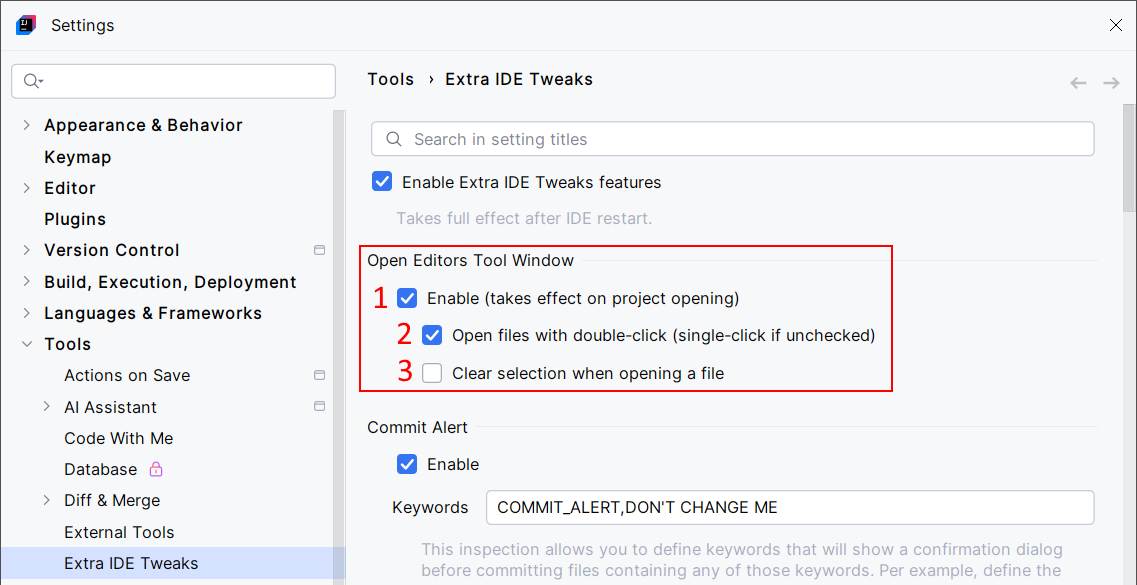 Settings
Tools › Extra IDE Tweaks
Appearance & Behavior
Keymap
Editor
Plugins
Version Control
Build, Execution, Deployment
Languages & Frameworks
Tools
Actions on Save
AI Assistant
Code With Me
Database
Diff & Merge
External Tools
Extra IDE Tweaks
Search in setting titles
Enable Extra IDE Tweaks features
Takes full effect after IDE restart.
Open Editors Tool Window
1 Enable (takes effect on project opening)
2 Open files with double-click (single-click if unchecked)
3 Clear selection when opening a file
Commit Alert
Enable
Keywords COMMIT_ALERT,DON'T CHANGE ME
This inspection allows you to define keywords that will show a confirmation dialog
before committing files containing any of those keywords. Per example, define the